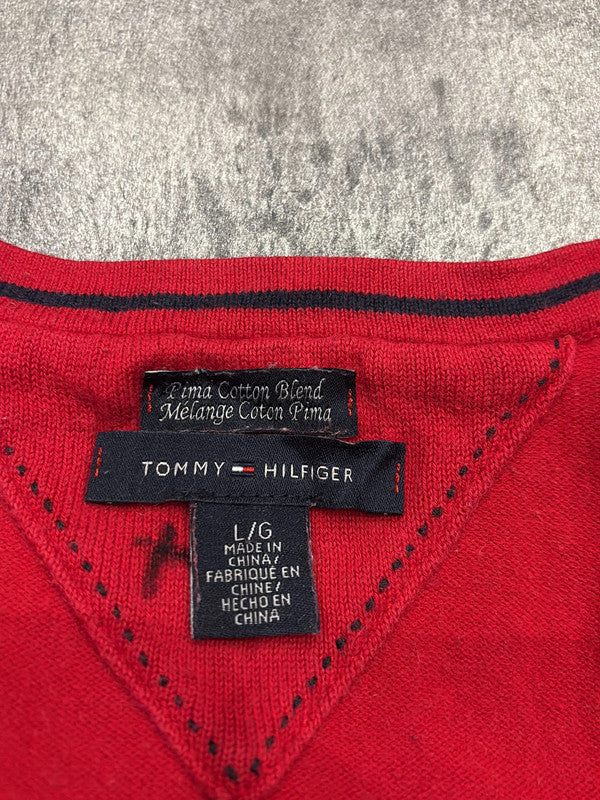 Pima Cotton Blend
Mélange Coton Pima
TOMMY HILFIGER
L/G
MADE IN
CHINA/
FABRIQUÉ EN
CHINE/
HECHO EN
CHINA